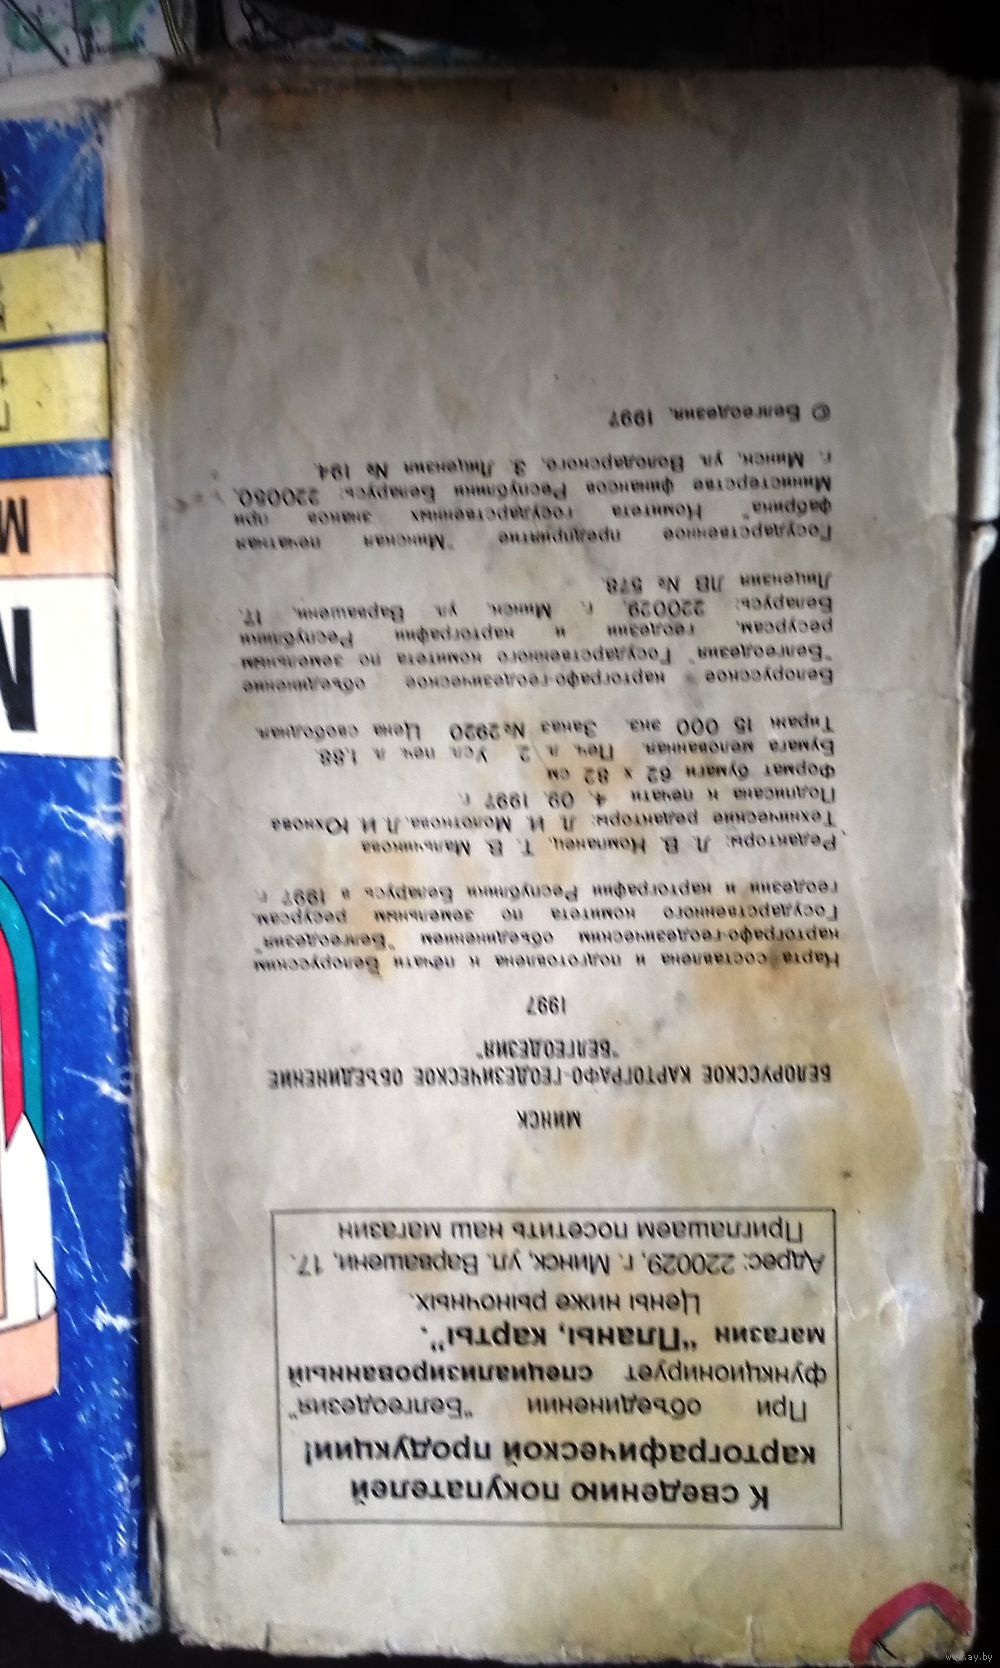 К сведению покупателей
картографической продукции!
При объединении "Белгеодезия"
функционирует специализированный
магазин "Планы, карты".
Цены ниже рыночных.
Адрес: 220029, г. Минск, ул. Варвашени, 17.
Приглашаем посетить наш магазин
МИНСК
БЕЛОРУССКОЕ КАРТОГРАФО-ГЕОДЕЗИЧЕСКОЕ ОБЪЕДИНЕНИЕ
"БЕЛГЕОДЕЗИЯ"
1997
Карта составлена и подготовлена к печати Белорусским
картографо-геодезическим объединением "Белгеодезия"
Государственного комитета по земельным ресурсам,
геодезии и картографии Республики Беларусь в 1997 г.
Редакторы: Л. В. Компанец, Т. В. Мальчикова
Технические редакторы: Л. И. Молоткова, Л. И. Юхнова
Подписана к печати 4. 09. 1997 г.
Формат бумаги 62 х 82 см
Бумага мелованная. Печ. л. 2 Усл. печ. л. 1,88.
Тираж 15 000 экз. Заказ №2920 Цена свободная.
Белорусское картографо-геодезическое объединение
"Белгеодезия" Государственного комитета по земельным
ресурсам, геодезии и картографии Республики
Беларусь: 220029, г. Минск, ул. Варвашени, 17.
Лицензия ЛВ № 578.
Государственное предприятие "Минская печатная
фабрика" Комитета государственных знаков при
Министерстве финансов Республики Беларусь: 220050,
г. Минск, ул. Володарского, 3. Лицензия № 194.
© Белгеодезия, 1997
www.ay.by